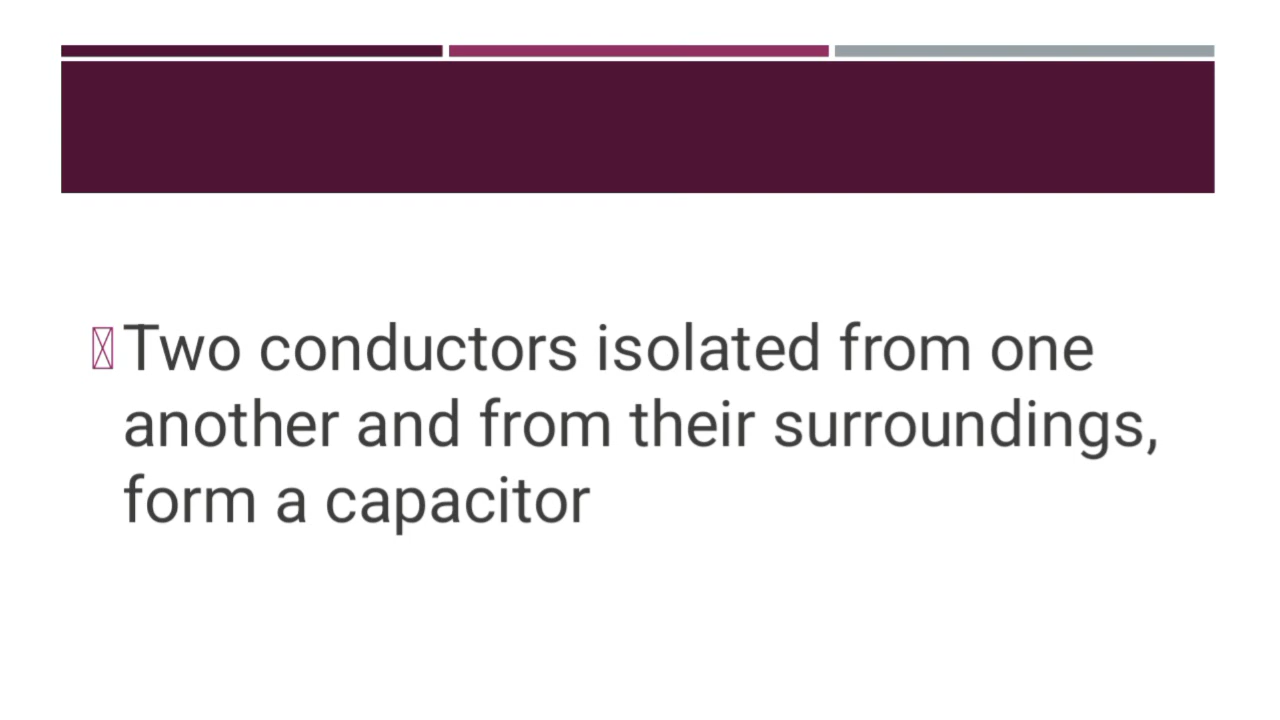 Two conductors isolated from one
another and from their surroundings,
form a capacitor